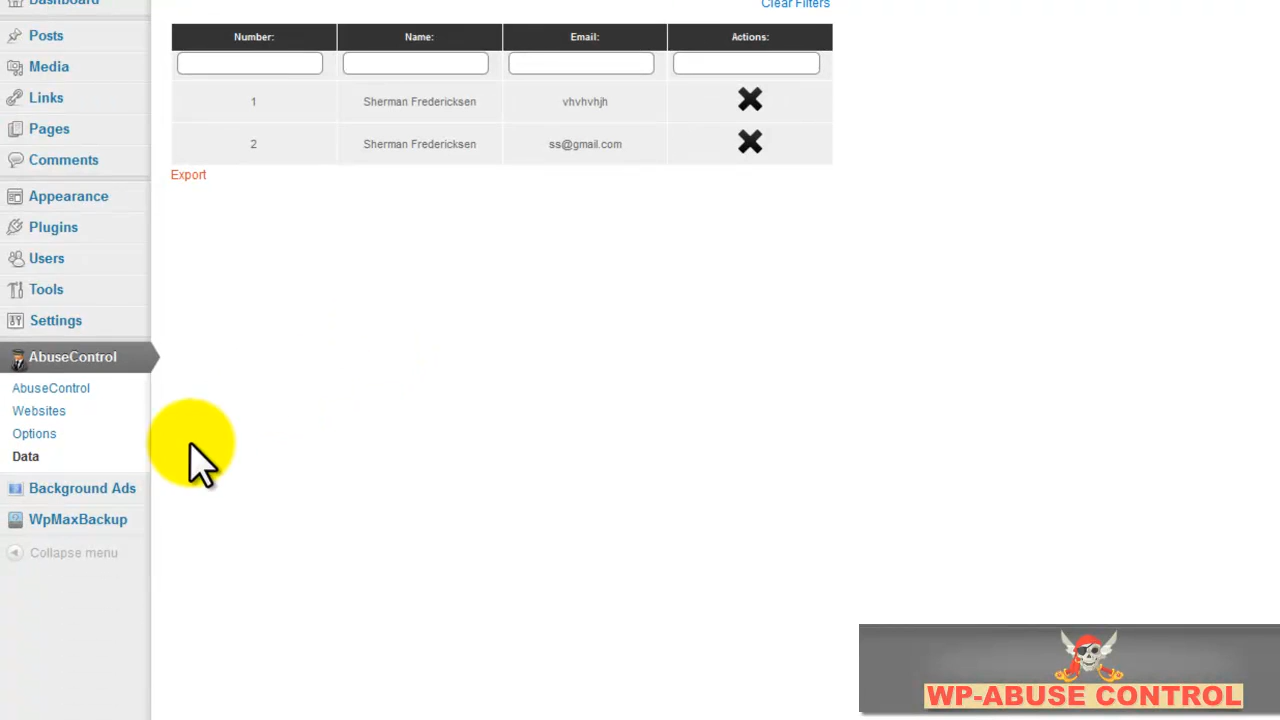 Dashboard
Clear Filters
Posts
Media
Links
Pages
Comments
Appearance
Plugins
Users
Tools
Settings
AbuseControl
AbuseControl
Websites
Options
Data
Background Ads
WpMaxBackup
Collapse menu
Number: Name: Email: Actions:
1 Sherman Fredericksen vhvhvhjh
2 Sherman Fredericksen ss@gmail.com
Export
WP-ABUSE CONTROL